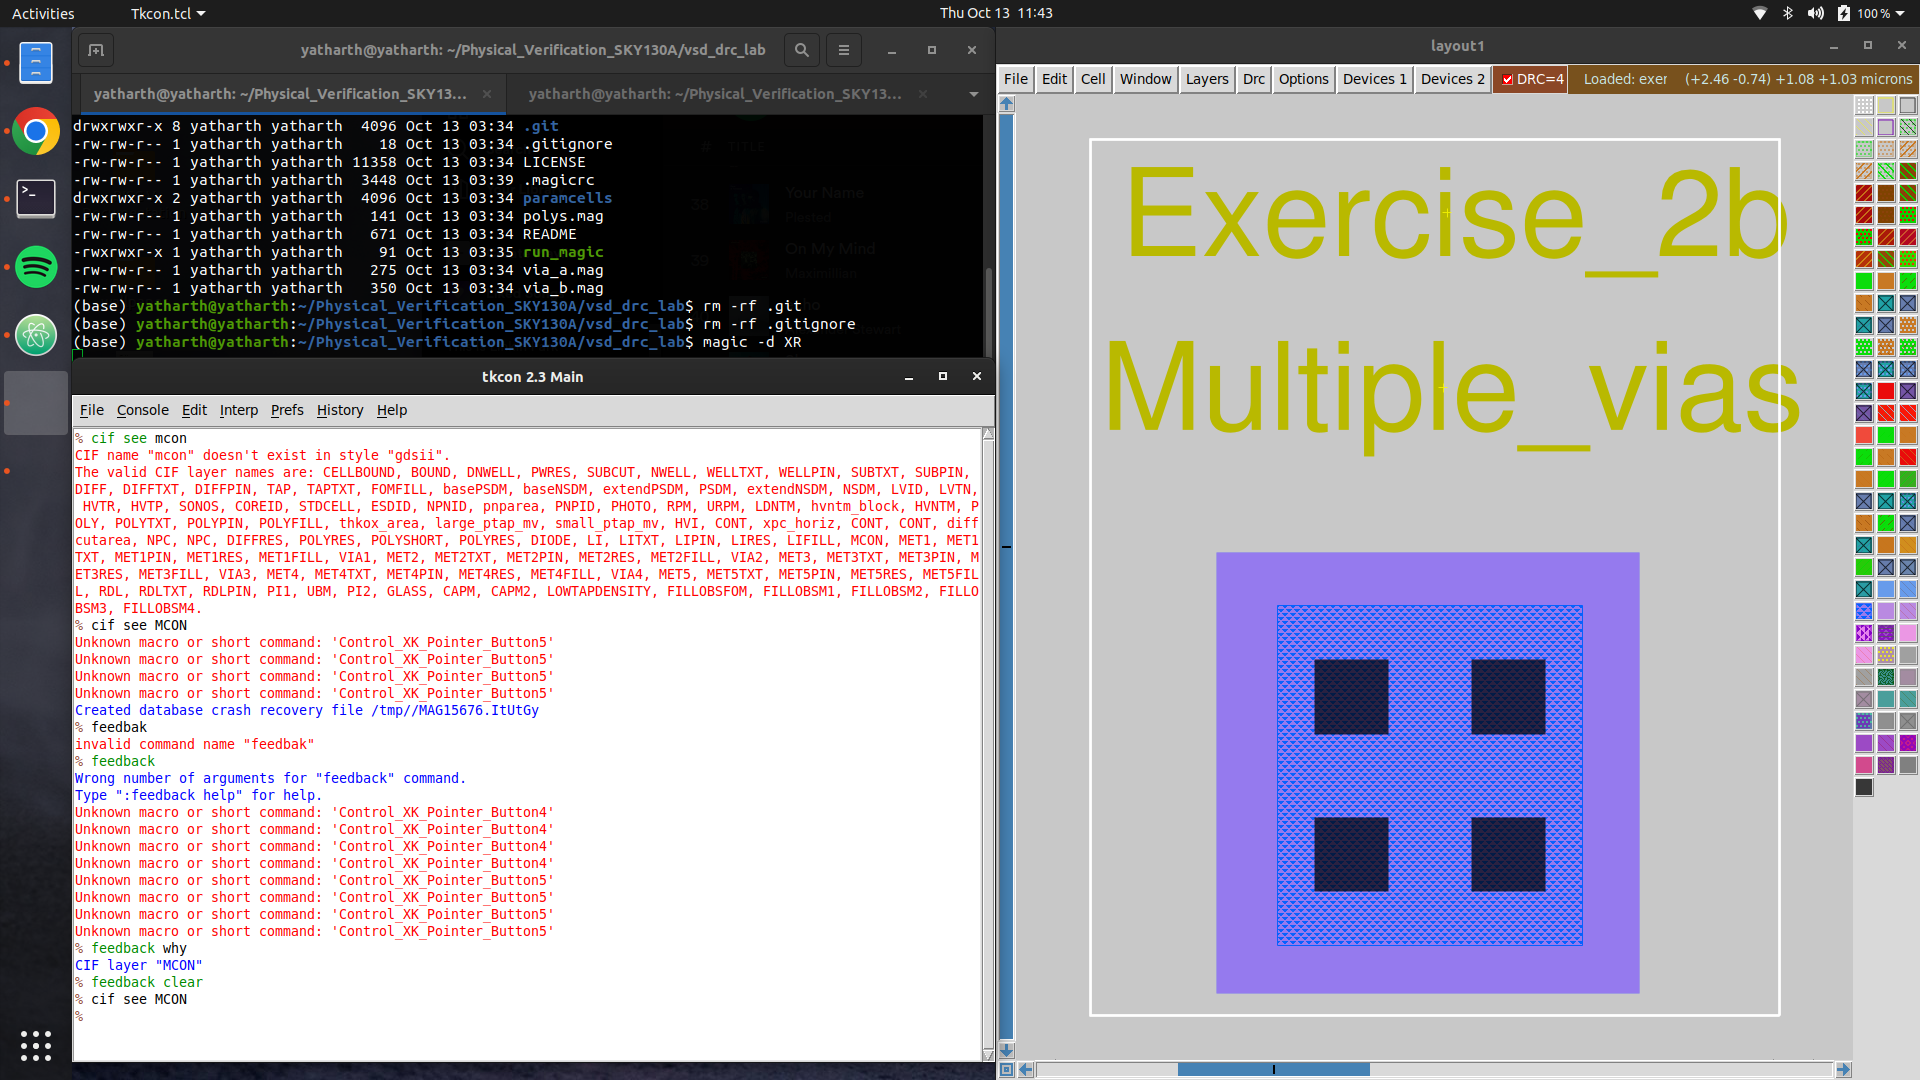 Activities
Tkcon.tcl
Thu Oct 13 11:43
100 %
yatharth@yatharth: ~/Physical_Verification_SKY130A/vsd_drc_lab
yatharth@yatharth: ~/Physical_Verification_SKY13...
yatharth@yatharth: ~/Physical_Verification_SKY13...
drwxrwxr-x 8 yatharth yatharth 4096 Oct 13 03:34 .git
-rw-rw-r-- 1 yatharth yatharth 18 Oct 13 03:34 .gitignore
-rw-rw-r-- 1 yatharth yatharth 11358 Oct 13 03:34 LICENSE
-rw-rw-r-- 1 yatharth yatharth 3448 Oct 13 03:39 .magicrc
drwxrwxr-x 2 yatharth yatharth 4096 Oct 13 03:34 paramcells
-rw-rw-r-- 1 yatharth yatharth 141 Oct 13 03:34 polys.mag
-rw-rw-r-- 1 yatharth yatharth 671 Oct 13 03:34 README
-rwxrwxr-x 1 yatharth yatharth 91 Oct 13 03:35 run_magic
-rw-rw-r-- 1 yatharth yatharth 275 Oct 13 03:34 via_a.mag
-rw-rw-r-- 1 yatharth yatharth 350 Oct 13 03:34 via_b.mag
(base) yatharth@yatharth:~/Physical_Verification_SKY130A/vsd_drc_lab$ rm -rf .git
(base) yatharth@yatharth:~/Physical_Verification_SKY130A/vsd_drc_lab$ rm -rf .gitignore
(base) yatharth@yatharth:~/Physical_Verification_SKY130A/vsd_drc_lab$ magic -d XR
# TITLE
38 Your Name
39 On My Mind
tkcon 2.3 Main
File Console Edit Interp Prefs History Help
% cif see mcon
CIF name "mcon" doesn't exist in style "gdsii".
The valid CIF layer names are: CELLBOUND, BOUND, DNWELL, PWRES, SUBCUT, NWELL, WELLTXT, WELLPIN, SUBTXT, SUBPIN,
DIFF, DIFFTXT, DIFFPIN, TAP, TAPTXT, FOMFILL, basePSDM, baseNSDM, extendPSDM, PSDM, extendNSDM, NSDM, LVID, LVTN,
HVTR, HVTP, SONOS, COREID, STDCELL, ESDID, NPNID, pnparea, PNPID, PHOTO, RPM, URPM, LDNTM, hvntm_block, HVNTM, P
OLY, POLYTXT, POLYPIN, POLYFILL, thkox_area, large_ptap_mv, small_ptap_mv, HVI, CONT, xpc_horiz, CONT, CONT, diff
cutarea, NPC, NPC, DIFFRES, POLYRES, POLYSHORT, POLYRES, DIODE, LI, LITXT, LIPIN, LIRES, LIFILL, MCON, MET1, MET1
TXT, MET1PIN, MET1RES, MET1FILL, VIA1, MET2, MET2TXT, MET2PIN, MET2RES, MET2FILL, VIA2, MET3, MET3TXT, MET3PIN, M
ET3RES, MET3FILL, VIA3, MET4, MET4TXT, MET4PIN, MET4RES, MET4FILL, VIA4, MET5, MET5TXT, MET5PIN, MET5RES, MET5FIL
L, RDL, RDLTXT, RDLPIN, PI1, UBM, PI2, GLASS, CAPM, CAPM2, LOWTAPDENSITY, FILLOBSFOM, FILLOBSM1, FILLOBSM2, FILLO
BSM3, FILLOBSM4.
% cif see MCON
Unknown macro or short command: 'Control_XK_Pointer_Button5'
Unknown macro or short command: 'Control_XK_Pointer_Button5'
Unknown macro or short command: 'Control_XK_Pointer_Button5'
Unknown macro or short command: 'Control_XK_Pointer_Button5'
Created database crash recovery file /tmp//MAG15676.ItUtGy
% feedbak
invalid command name "feedbak"
% feedback
Wrong number of arguments for "feedback" command.
Type ":feedback help" for help.
Unknown macro or short command: 'Control_XK_Pointer_Button4'
Unknown macro or short command: 'Control_XK_Pointer_Button4'
Unknown macro or short command: 'Control_XK_Pointer_Button4'
Unknown macro or short command: 'Control_XK_Pointer_Button4'
Unknown macro or short command: 'Control_XK_Pointer_Button5'
Unknown macro or short command: 'Control_XK_Pointer_Button5'
Unknown macro or short command: 'Control_XK_Pointer_Button5'
Unknown macro or short command: 'Control_XK_Pointer_Button5'
% feedback why
CIF layer "MCON"
% feedback clear
% cif see MCON
%
layout1
File Edit Cell Window Layers Drc Options Devices 1 Devices 2 DRC=4 Loaded: exer (+2.46 -0.74) +1.08 +1.03 microns
Exercise_2b
Multiple_vias